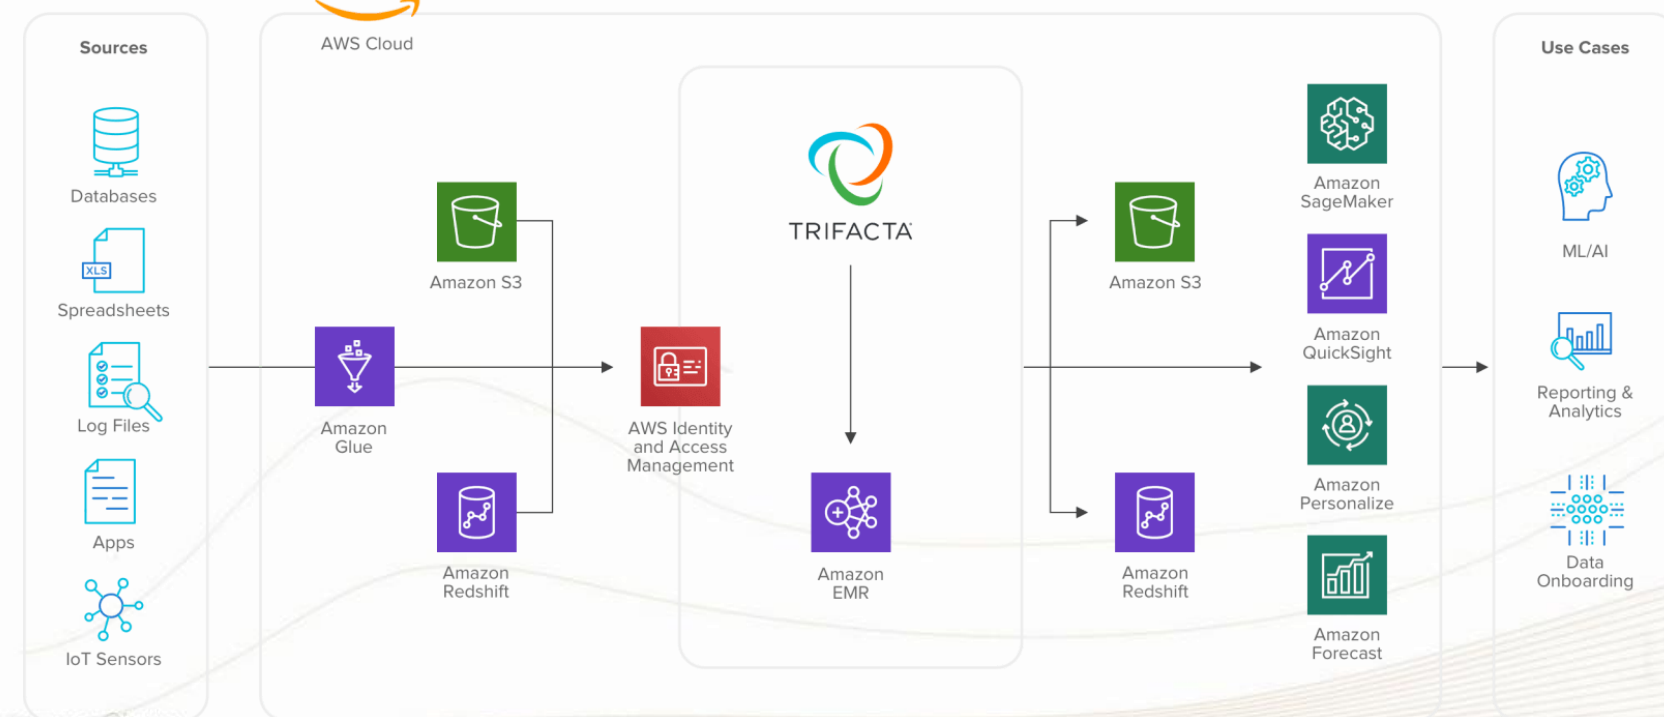 Sources
Databases
XLS
Spreadsheets
Log Files
Apps
IoT Sensors
AWS Cloud
Amazon S3
Amazon
Glue
Amazon
Redshift
AWS Identity
and Access
Management
TRIFACTA
Amazon
EMR
Amazon S3
Amazon
Redshift
Amazon
SageMaker
Amazon
QuickSight
Amazon
Personalize
Amazon
Forecast
Use Cases
ML/AI
Reporting &
Analytics
Data
Onboarding